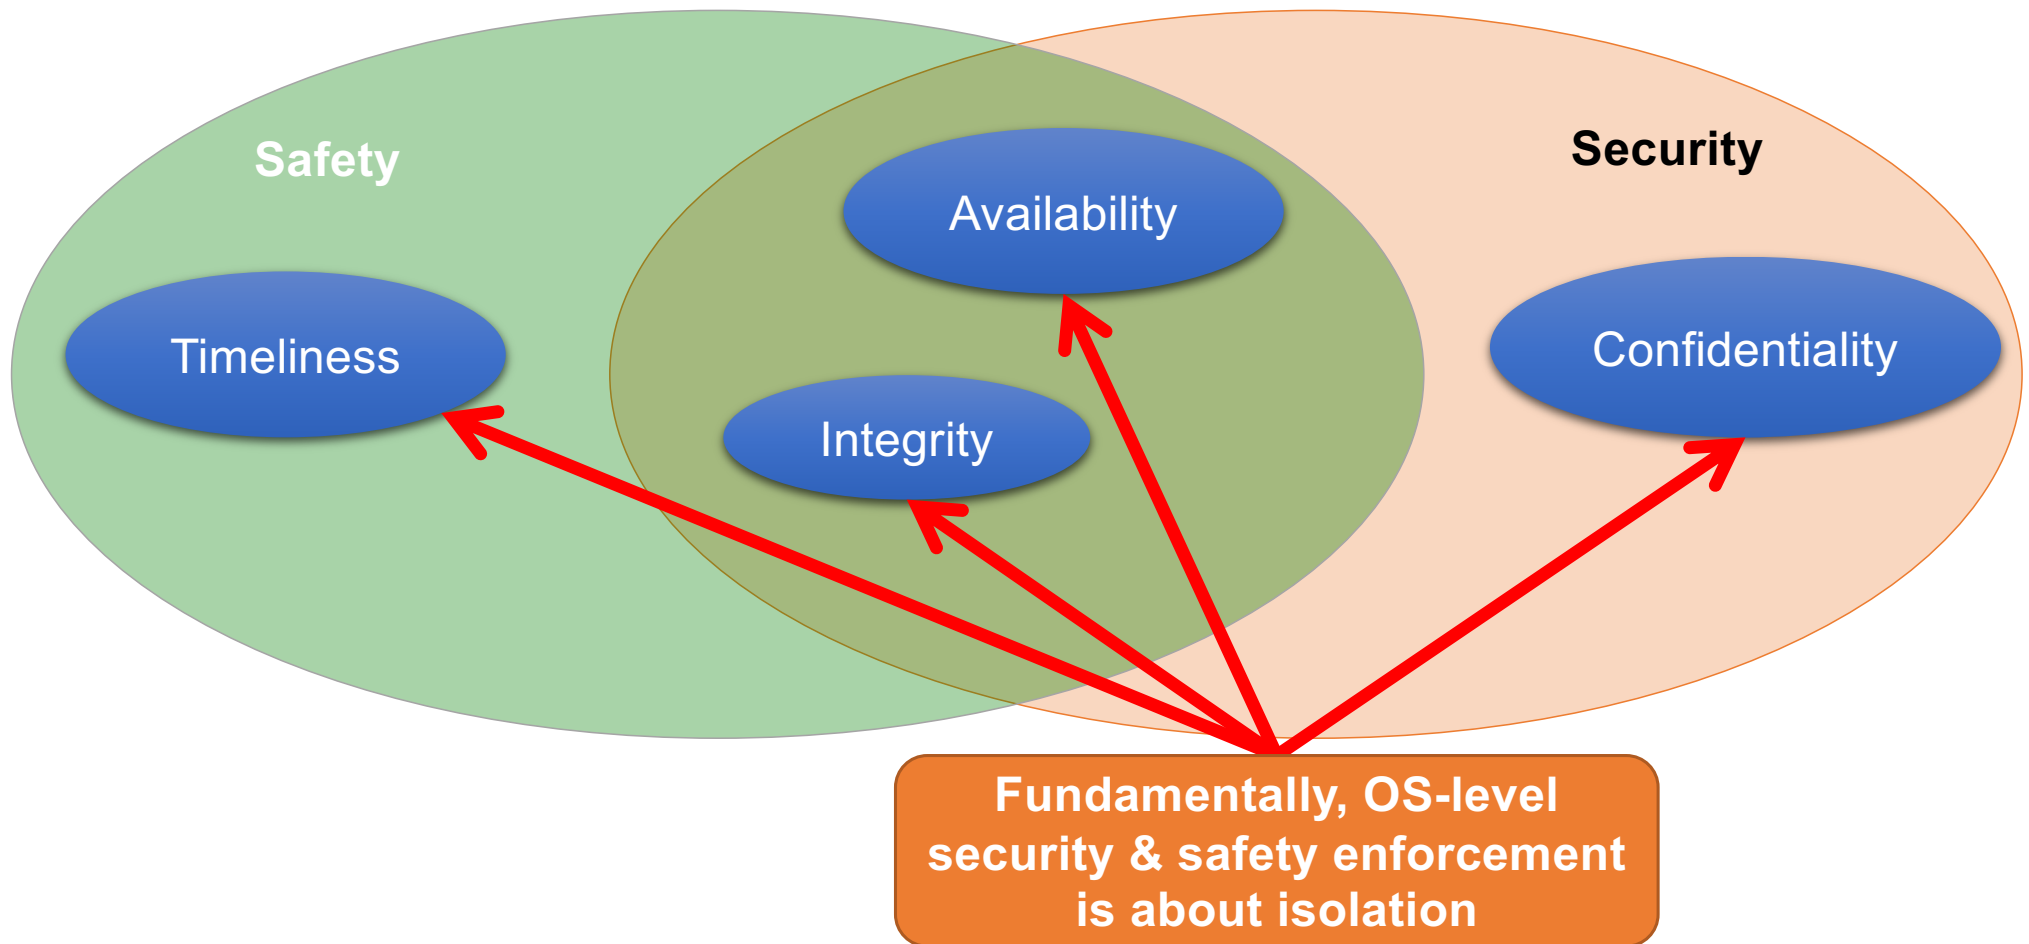 Safety
Security
Availability
Timeliness
Confidentiality
Integrity
Fundamentally, OS-level
security & safety enforcement
is about isolation